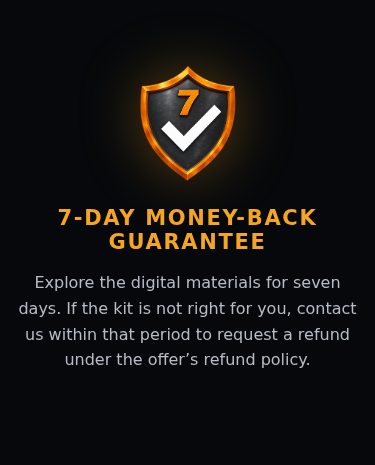 7
7-DAY MONEY-BACK
GUARANTEE
Explore the digital materials for seven
days. If the kit is not right for you, contact
us within that period to request a refund
under the offer’s refund policy.